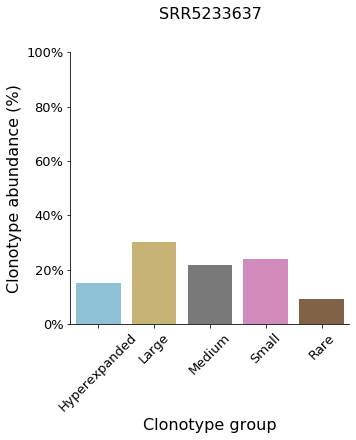 SRR5233637
100%
80%
60%
40%
20%
0%
Clonotype abundance (%)
Hyperexpanded
Large
Medium
Small
Rare
Clonotype group